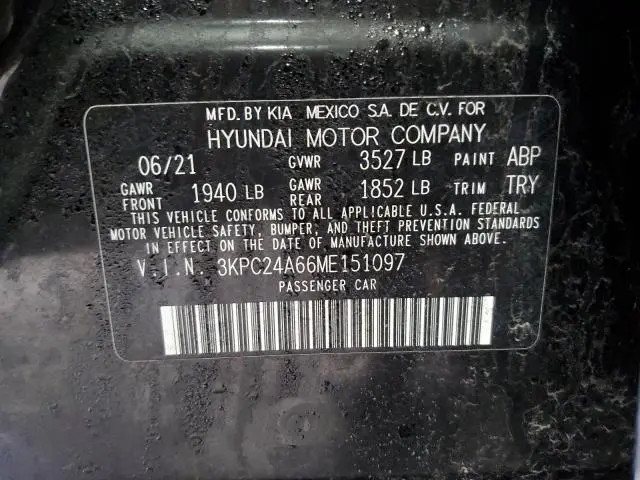 MFD. BY KIA MEXICO S.A. DE C.V. FOR
HYUNDAI MOTOR COMPANY
06/21 GVWR 3527 LB PAINT ABP
GAWR FRONT 1940 LB GAWR REAR 1852 LB TRIM TRY
THIS VEHICLE CONFORMS TO ALL APPLICABLE U.S.A. FEDERAL
MOTOR VEHICLE SAFETY, BUMPER, AND THEFT PREVENTION STANDARDS
IN EFFECT ON THE DATE OF MANUFACTURE SHOWN ABOVE.
V.I.N. 3KPC24A66ME151097
PASSENGER CAR